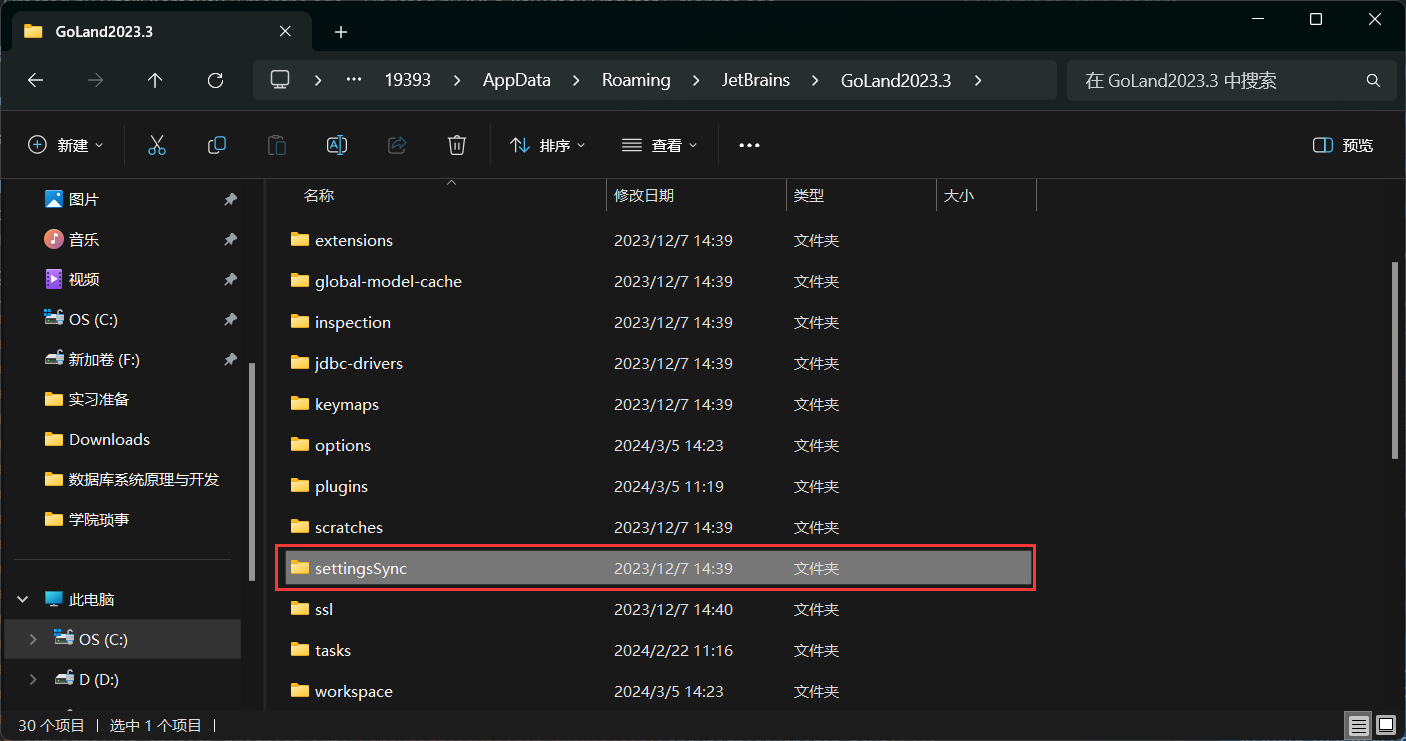 GoLand2023.3
19393 AppData Roaming JetBrains GoLand2023.3
在 GoLand2023.3 中搜索
新建 排序 查看 预览
图片
音乐
视频
OS (C:)
新加卷 (F:)
实习准备
Downloads
数据库系统原理与开发
学院琐事
此电脑
OS (C:)
D (D:)
名称 修改日期 类型 大小
extensions 2023/12/7 14:39 文件夹
global-model-cache 2023/12/7 14:39 文件夹
inspection 2023/12/7 14:39 文件夹
jdbc-drivers 2023/12/7 14:39 文件夹
keymaps 2023/12/7 14:39 文件夹
options 2024/3/5 14:23 文件夹
plugins 2024/3/5 11:19 文件夹
scratches 2023/12/7 14:39 文件夹
settingsSync 2023/12/7 14:39 文件夹
ssl 2023/12/7 14:40 文件夹
tasks 2024/2/22 11:16 文件夹
workspace 2024/3/5 14:23 文件夹
30 个项目 选中 1 个项目